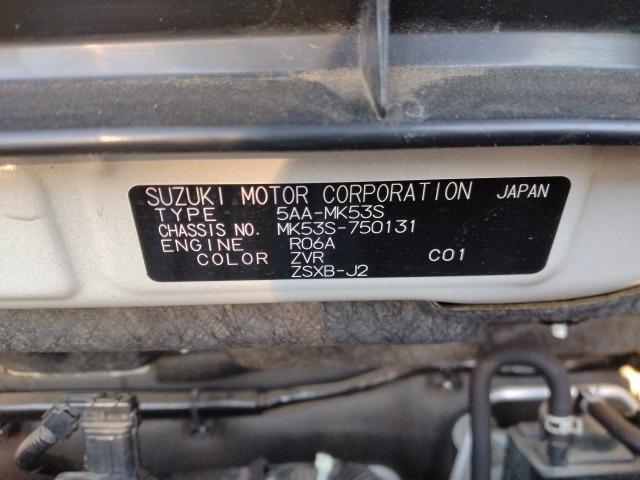 SUZUKI MOTOR CORPORATION JAPAN
TYPE 5AA-MK53S
CHASSIS NO. MK53S-750131
ENGINE R06A
COLOR ZVR C01
ZSXB-J2